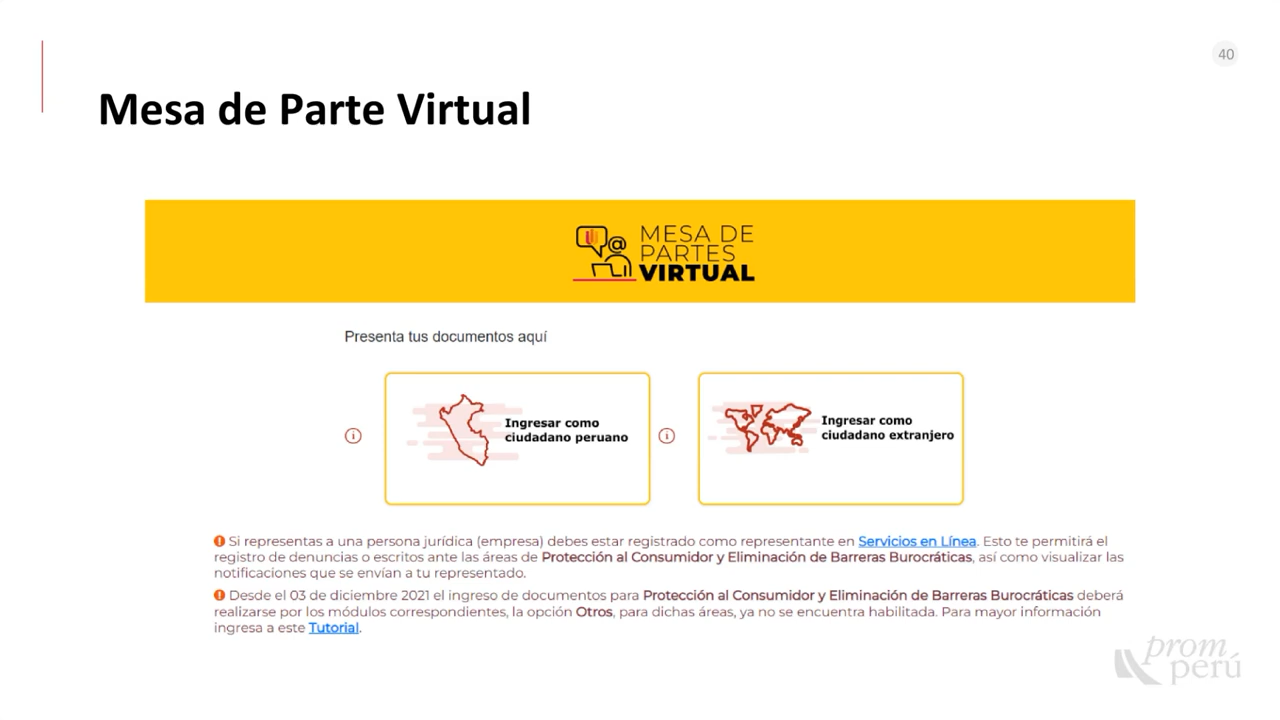 40
Mesa de Parte Virtual
MESA DE
PARTES
VIRTUAL
Presenta tus documentos aquí
Ingresar como
ciudadano peruano
Ingresar como
ciudadano extranjero
Si representas a una persona jurídica (empresa) debes estar registrado como representante en Servicios en Línea. Esto te permitirá el
registro de denuncias o escritos ante las áreas de Protección al Consumidor y Eliminación de Barreras Burocráticas, así como visualizar las
notificaciones que se envían a tu representado.
Desde el 03 de diciembre 2021 el ingreso de documentos para Protección al Consumidor y Eliminación de Barreras Burocráticas deberá
realizarse por los módulos correspondientes, la opción Otros, para dichas áreas, ya no se encuentra habilitada. Para mayor información
ingresa a este Tutorial.
prom
perú